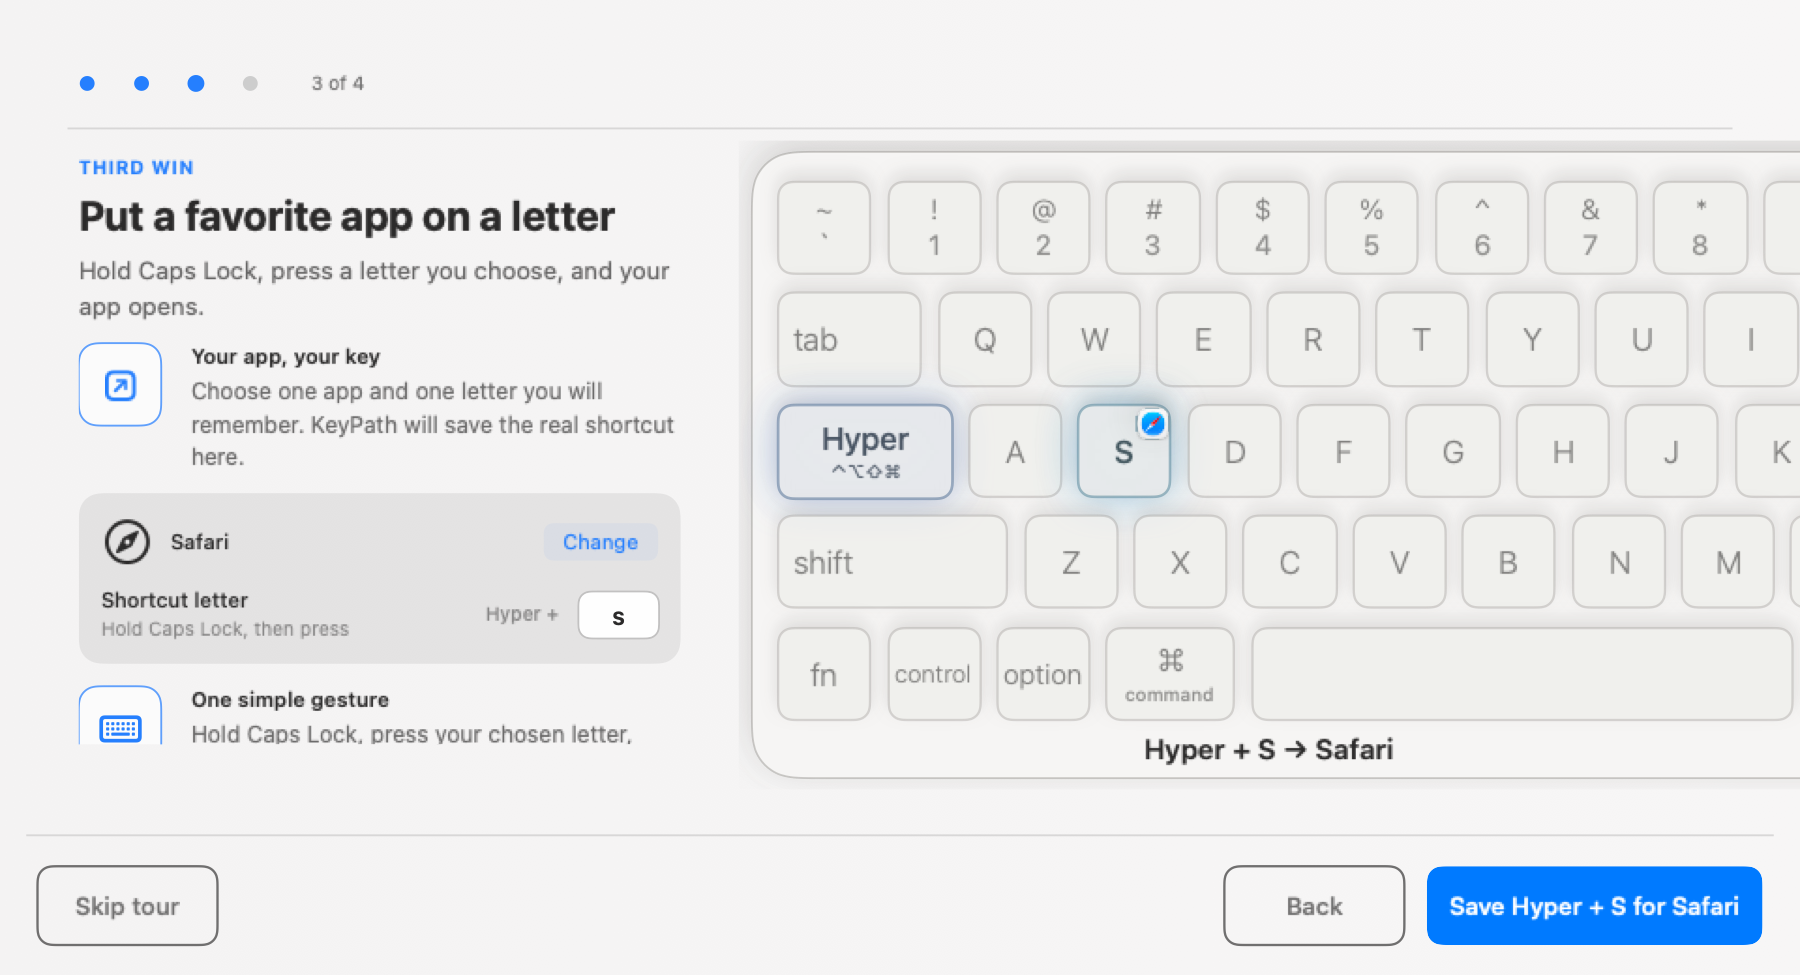 3 of 4
THIRD WIN
Put a favorite app on a letter
Hold Caps Lock, press a letter you choose, and your
app opens.
Your app, your key
Choose one app and one letter you will
remember. KeyPath will save the real shortcut
here.
Safari
Change
Shortcut letter
Hold Caps Lock, then press
Hyper +
s
One simple gesture
Hold Caps Lock, press your chosen letter,
~ ! @ # $ % ^ & *
` 1 2 3 4 5 6 7 8
tab Q W E R T Y U I
Hyper A S D F G H J K
^⌥⇧⌘
shift Z X C V B N M
fn control option ⌘
command
Hyper + S → Safari
Skip tour
Back
Save Hyper + S for Safari